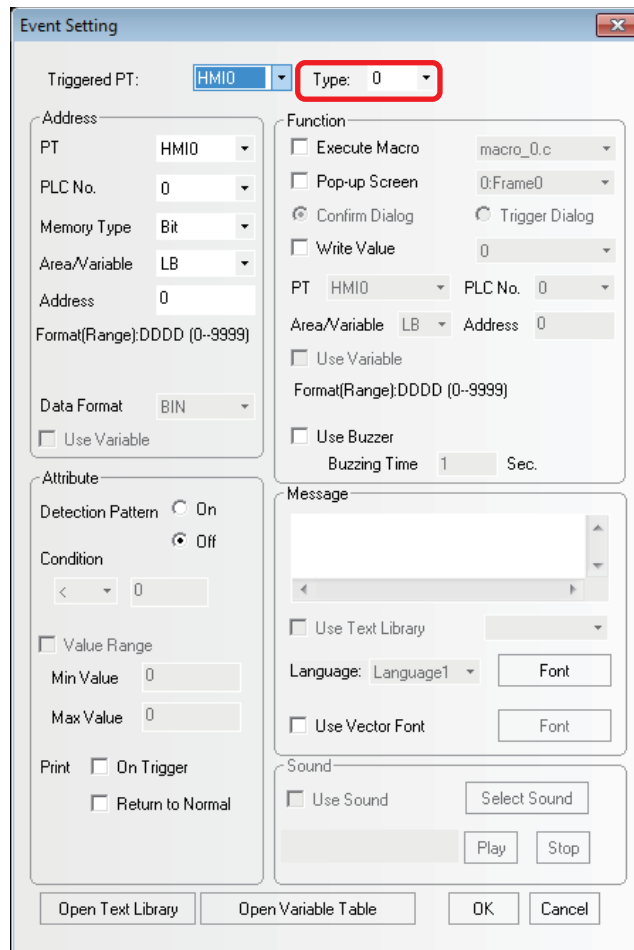 Event Setting
Triggered PT: HMI0 Type: 0
Address
PT HMI0
PLC No. 0
Memory Type Bit
Area/Variable LB
Address 0
Format(Range):DDDD (0--9999)
Data Format BIN
Use Variable
Attribute
Detection Pattern On
Off
Condition
< 0
Value Range
Min Value 0
Max Value 0
Print On Trigger
Return to Normal
Function
Execute Macro macro_0.c
Pop-up Screen 0:Frame0
Confirm Dialog Trigger Dialog
Write Value 0
PT HMI0 PLC No. 0
Area/Variable LB Address 0
Use Variable
Format(Range):DDDD (0--9999)
Use Buzzer
Buzzing Time 1 Sec.
Message
Use Text Library
Language: Language1 Font
Use Vector Font Font
Sound
Use Sound Select Sound
Play Stop
Open Text Library Open Variable Table OK Cancel